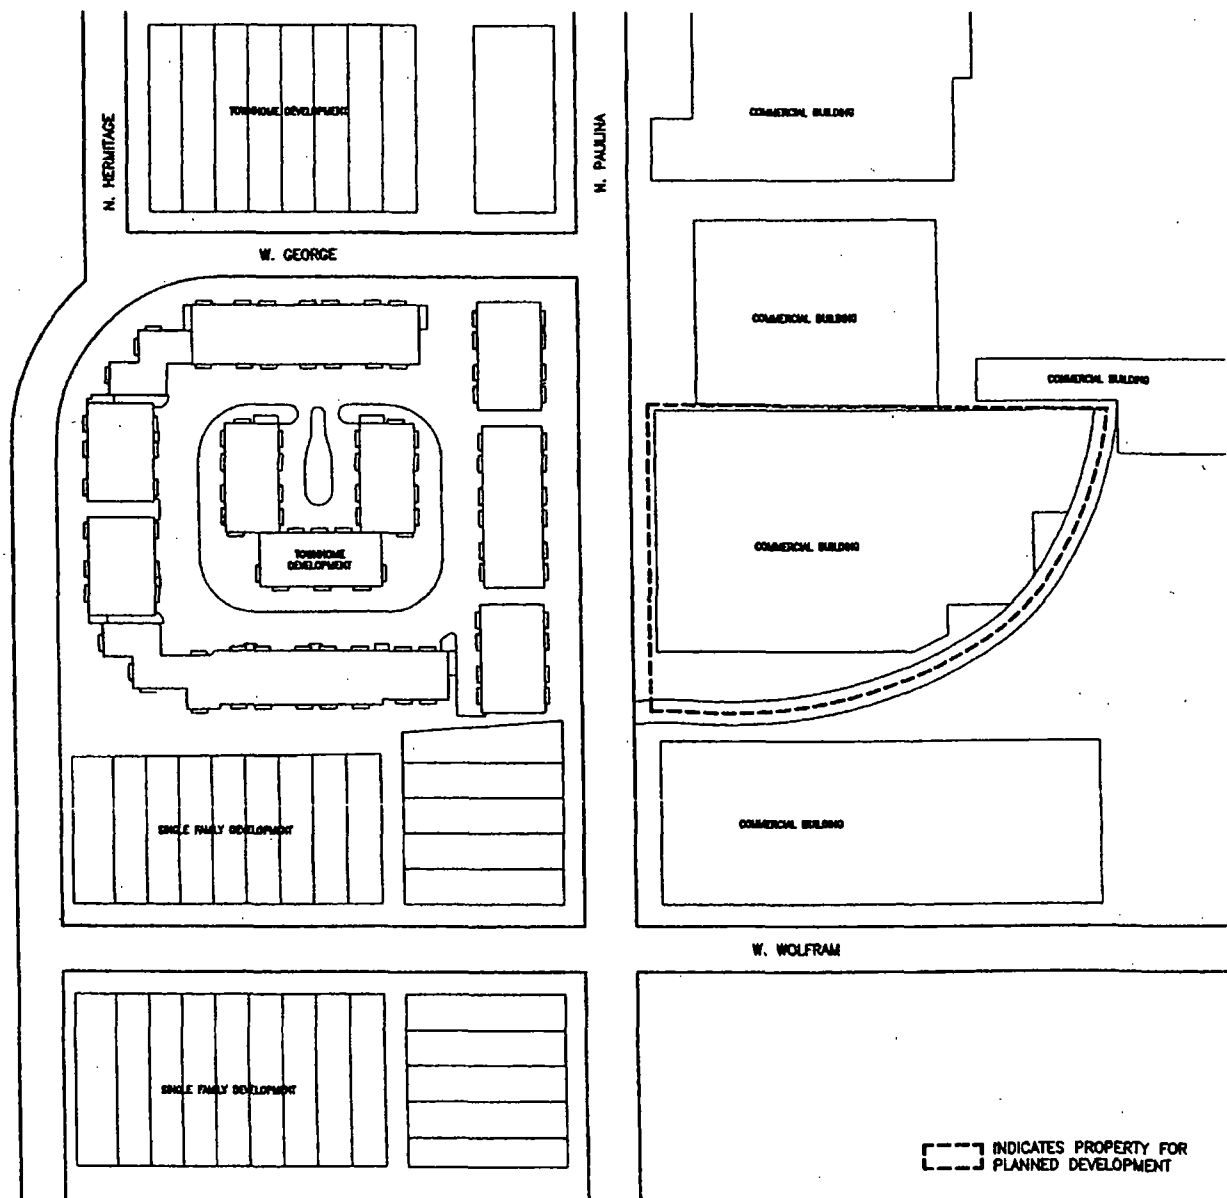 TOWNHOME DEVELOPMENT
COMMERCIAL BUILDING
N. HERMITAGE
N. PAULINA
W. GEORGE
COMMERCIAL BUILDING
COMMERCIAL BUILDING
COMMERCIAL BUILDING
TOWNHOME
DEVELOPMENT
SINGLE FAMILY DEVELOPMENT
COMMERCIAL BUILDING
W. WOLFRAM
SINGLE FAMILY DEVELOPMENT
INDICATES PROPERTY FOR
PLANNED DEVELOPMENT